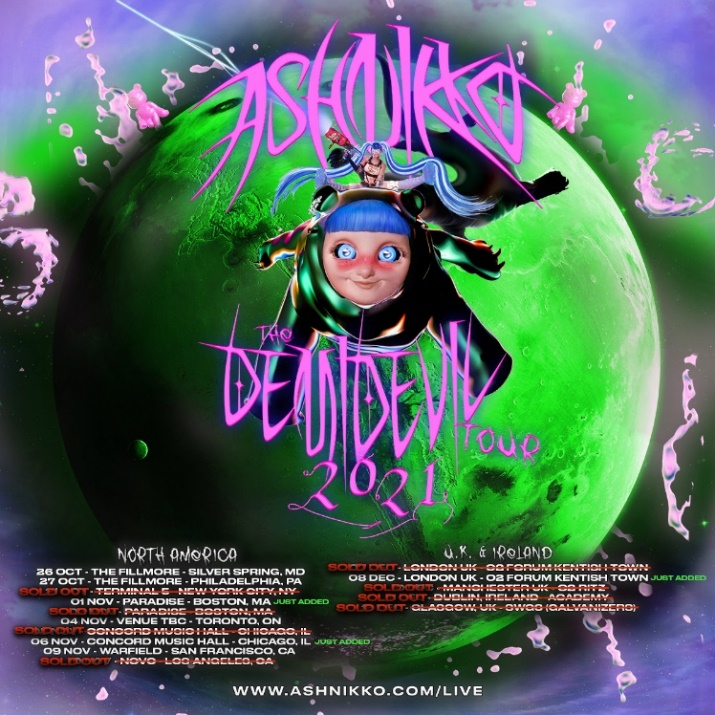 ASHNIKKO
THE
DEMIDEVIL
TOUR
2021
NORTH AMERICA
26 OCT - THE FILLMORE - SILVER SPRING, MD
27 OCT - THE FILLMORE - PHILADELPHIA, PA
SOLD OUT - TERMINAL 5 - NEW YORK CITY, NY
01 NOV - PARADISE - BOSTON, MA JUST ADDED
SOLD OUT - PARADISE - BOSTON, MA
04 NOV - VENUE TBC - TORONTO, ON
SOLD OUT CONCORD MUSIC HALL - CHICAGO, IL
06 NOV - CONCORD MUSIC HALL - CHICAGO, IL JUST ADDED
09 NOV - WARFIELD - SAN FRANCISCO, CA
SOLD OUT - NOVO - LOS ANGELES, CA
U.K. & IRELAND
SOLD OUT - LONDON UK - O2 FORUM KENTISH TOWN
08 DEC - LONDON UK - O2 FORUM KENTISH TOWN JUST ADDED
SOLD OUT - MANCHESTER UK - O2 RITZ
SOLD OUT - DUBLIN, IRELAND - ACADEMY
SOLD OUT - GLASGOW, UK - SWG3 (GALVANIZERS)
WWW.ASHNIKKO.COM/LIVE